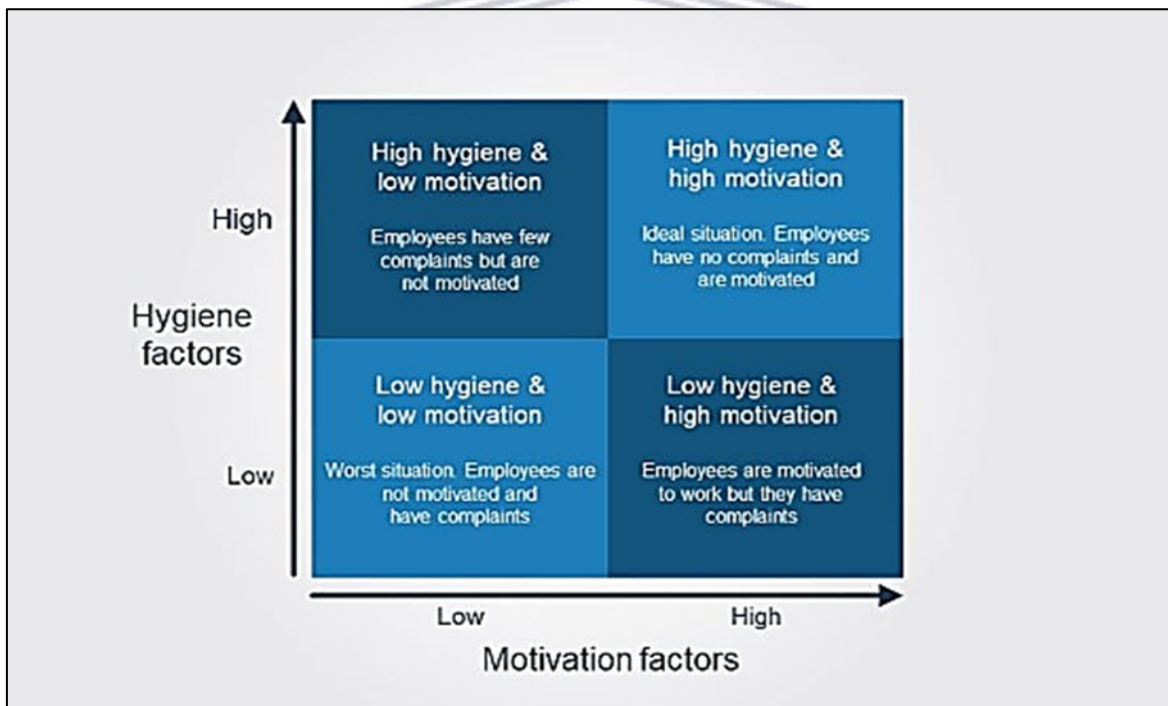 High hygiene &
low motivation
Employees have few
complaints but are
not motivated
High hygiene &
high motivation
Ideal situation. Employees
have no complaints and
are motivated
High
Hygiene
factors
Low hygiene &
low motivation
Worst situation. Employees are
not motivated and
have complaints
Low hygiene &
high motivation
Employees are motivated
to work but they have
complaints
Low
Low
High
Motivation factors